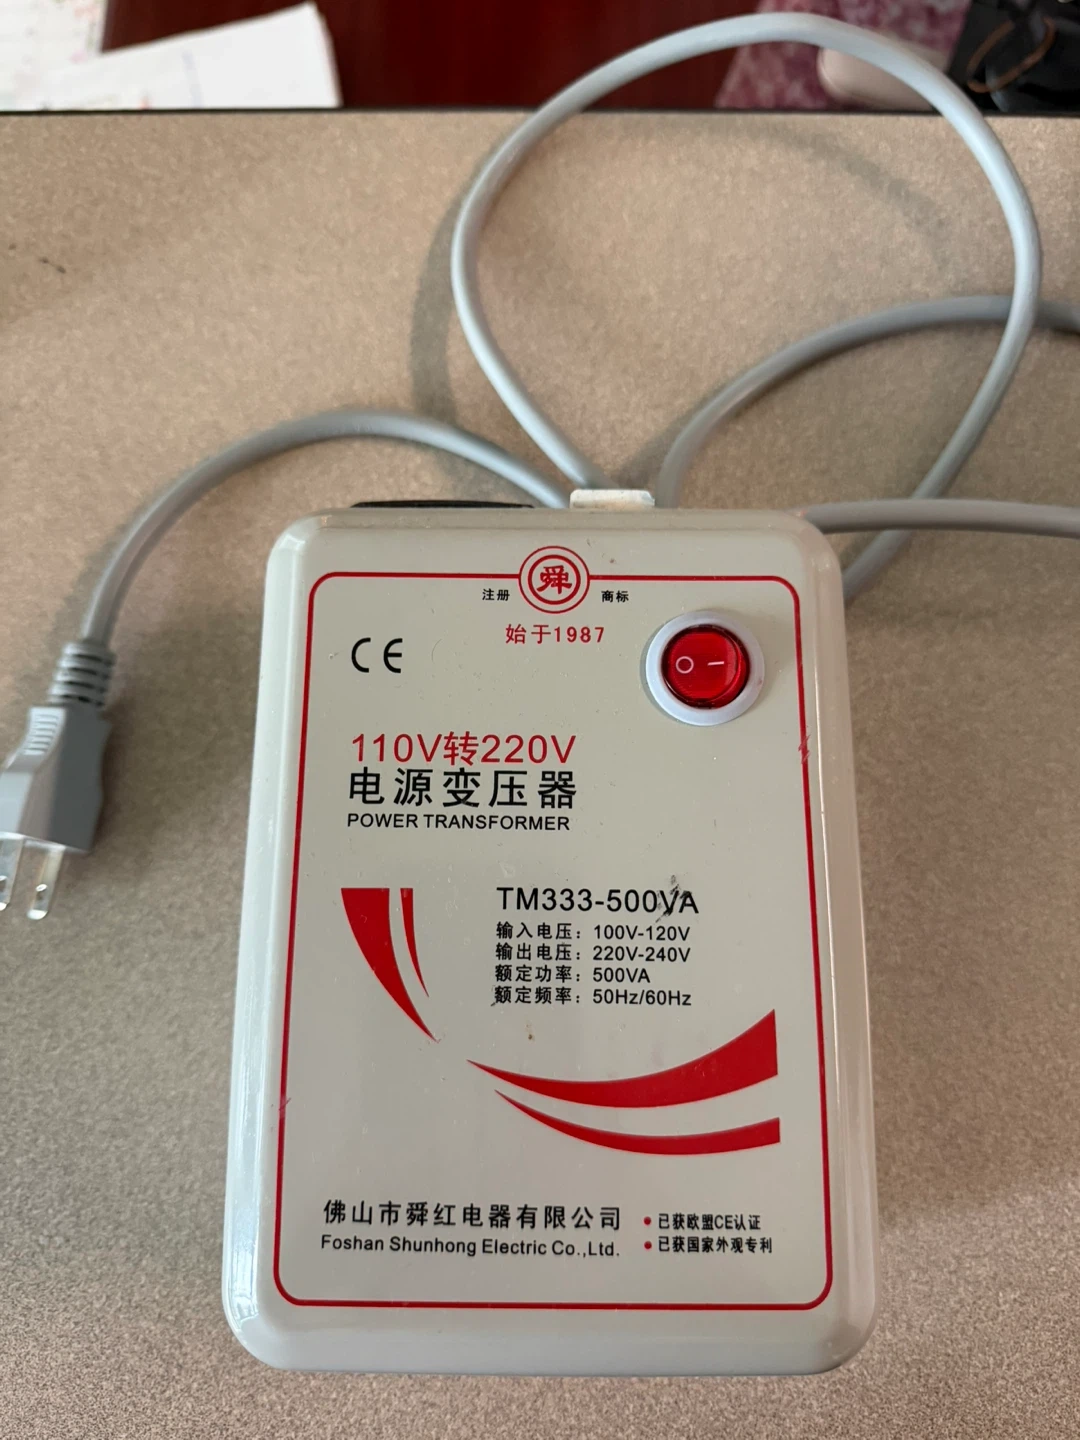 舜
注册 商标
始于1987
CE
110V转220V
电源变压器
POWER TRANSFORMER
TM333-500VA
输入电压：100V-120V
输出电压：220V-240V
额定功率：500VA
额定频率：50Hz/60Hz
佛山市舜红电器有限公司
Foshan Shunhong Electric Co.,Ltd.
•已获欧盟CE认证
•已获国家外观专利